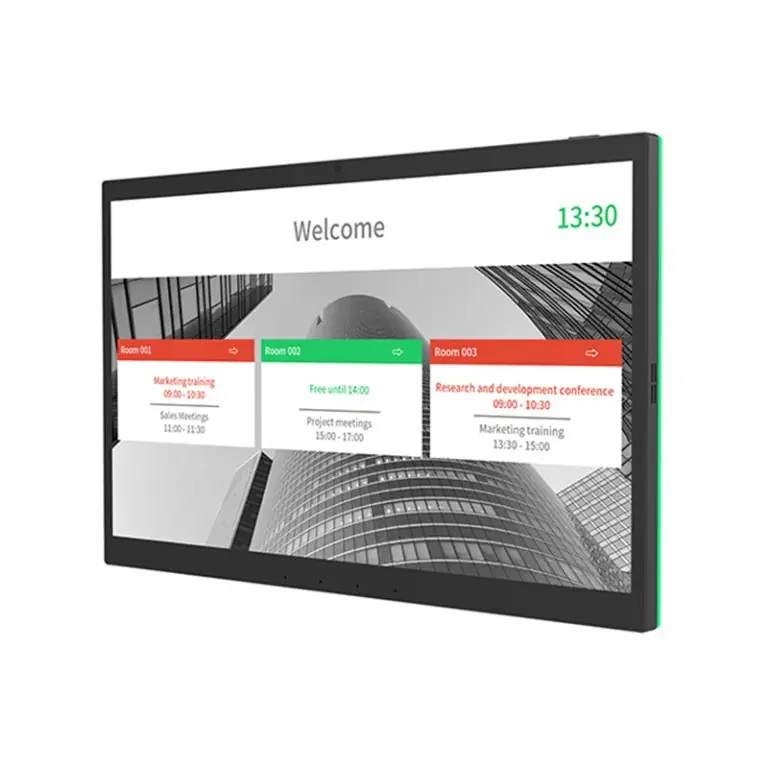 Welcome
13:30
Room 001
Marketing training
09:00 - 10:30
Sales Meetings
11:00 - 11:30
Room 002
Free until 14:00
Project meetings
15:00 - 17:00
Room 003
Research and development conference
09:00 - 10:30
Marketing training
13:30 - 15:00